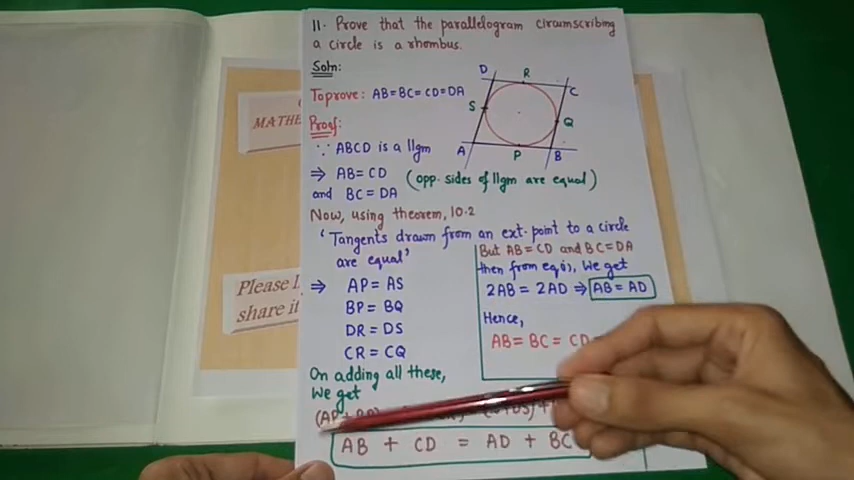 11. Prove that the parallelogram circumscribing
a circle is a rhombus.
Soln:
To prove: AB=BC=CD=DA
Proof:
∵ ABCD is a llgm
⇒ AB=CD (opp. sides of llgm are equal)
and BC=DA
Now, using theorem, 10.2
'Tangents drawn from an ext. point to a circle
are equal'
⇒ AP = AS
BP = BQ
DR = DS
CR = CQ
On adding all these,
We get
AB + CD = AD + BC
But AB=CD and BC=DA
then from eq(i), We get
2AB = 2AD ⇒ AB = AD
Hence,
AB = BC = CD
D R C
S Q
A P B
MATHE
Please
share i